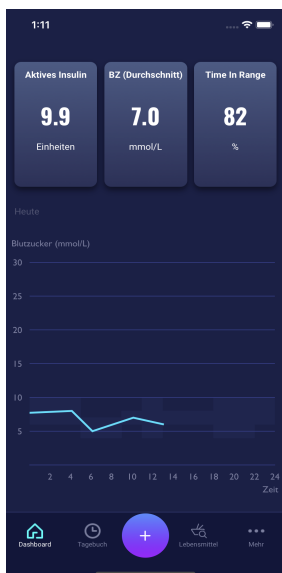 1:11
Aktives Insulin
BZ (Durchschnitt)
Time In Range
9.9
7.0
82
Einheiten
mmol/L
%
Heute
Blutzucker (mmol/L)
30
25
20
15
10
5
2 4 6 8 10 12 14 16 18 20 22 24
Zeit
+
Dashboard
Tagebuch
Lebensmittel
Mehr